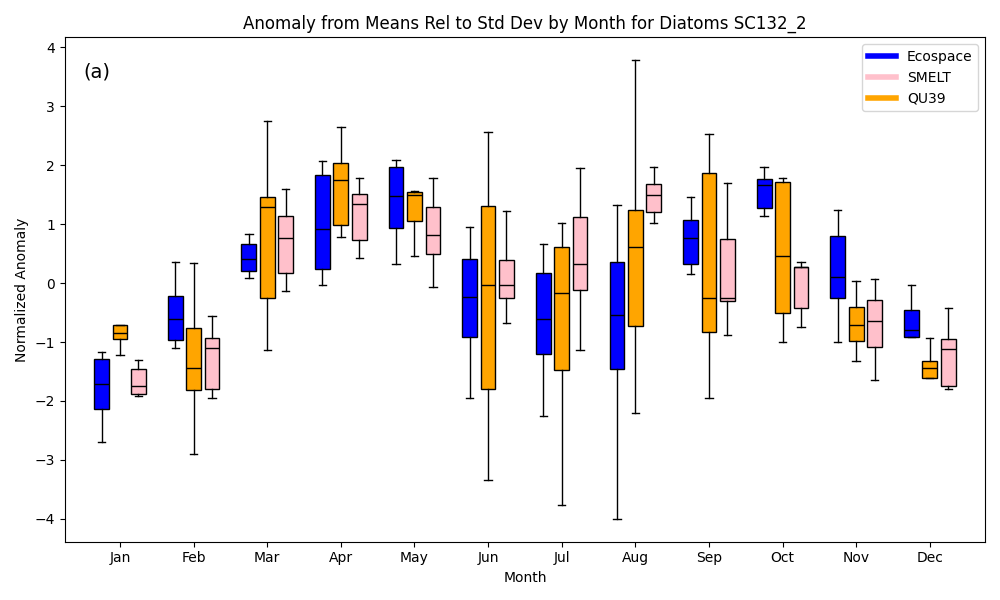 Anomaly from Means Rel to Std Dev by Month for Diatoms SC132_2
(a)
Ecospace
SMELT
QU39
Normalized Anomaly
4
3
2
1
0
−1
−2
−3
−4
Jan Feb Mar Apr May Jun Jul Aug Sep Oct Nov Dec
Month